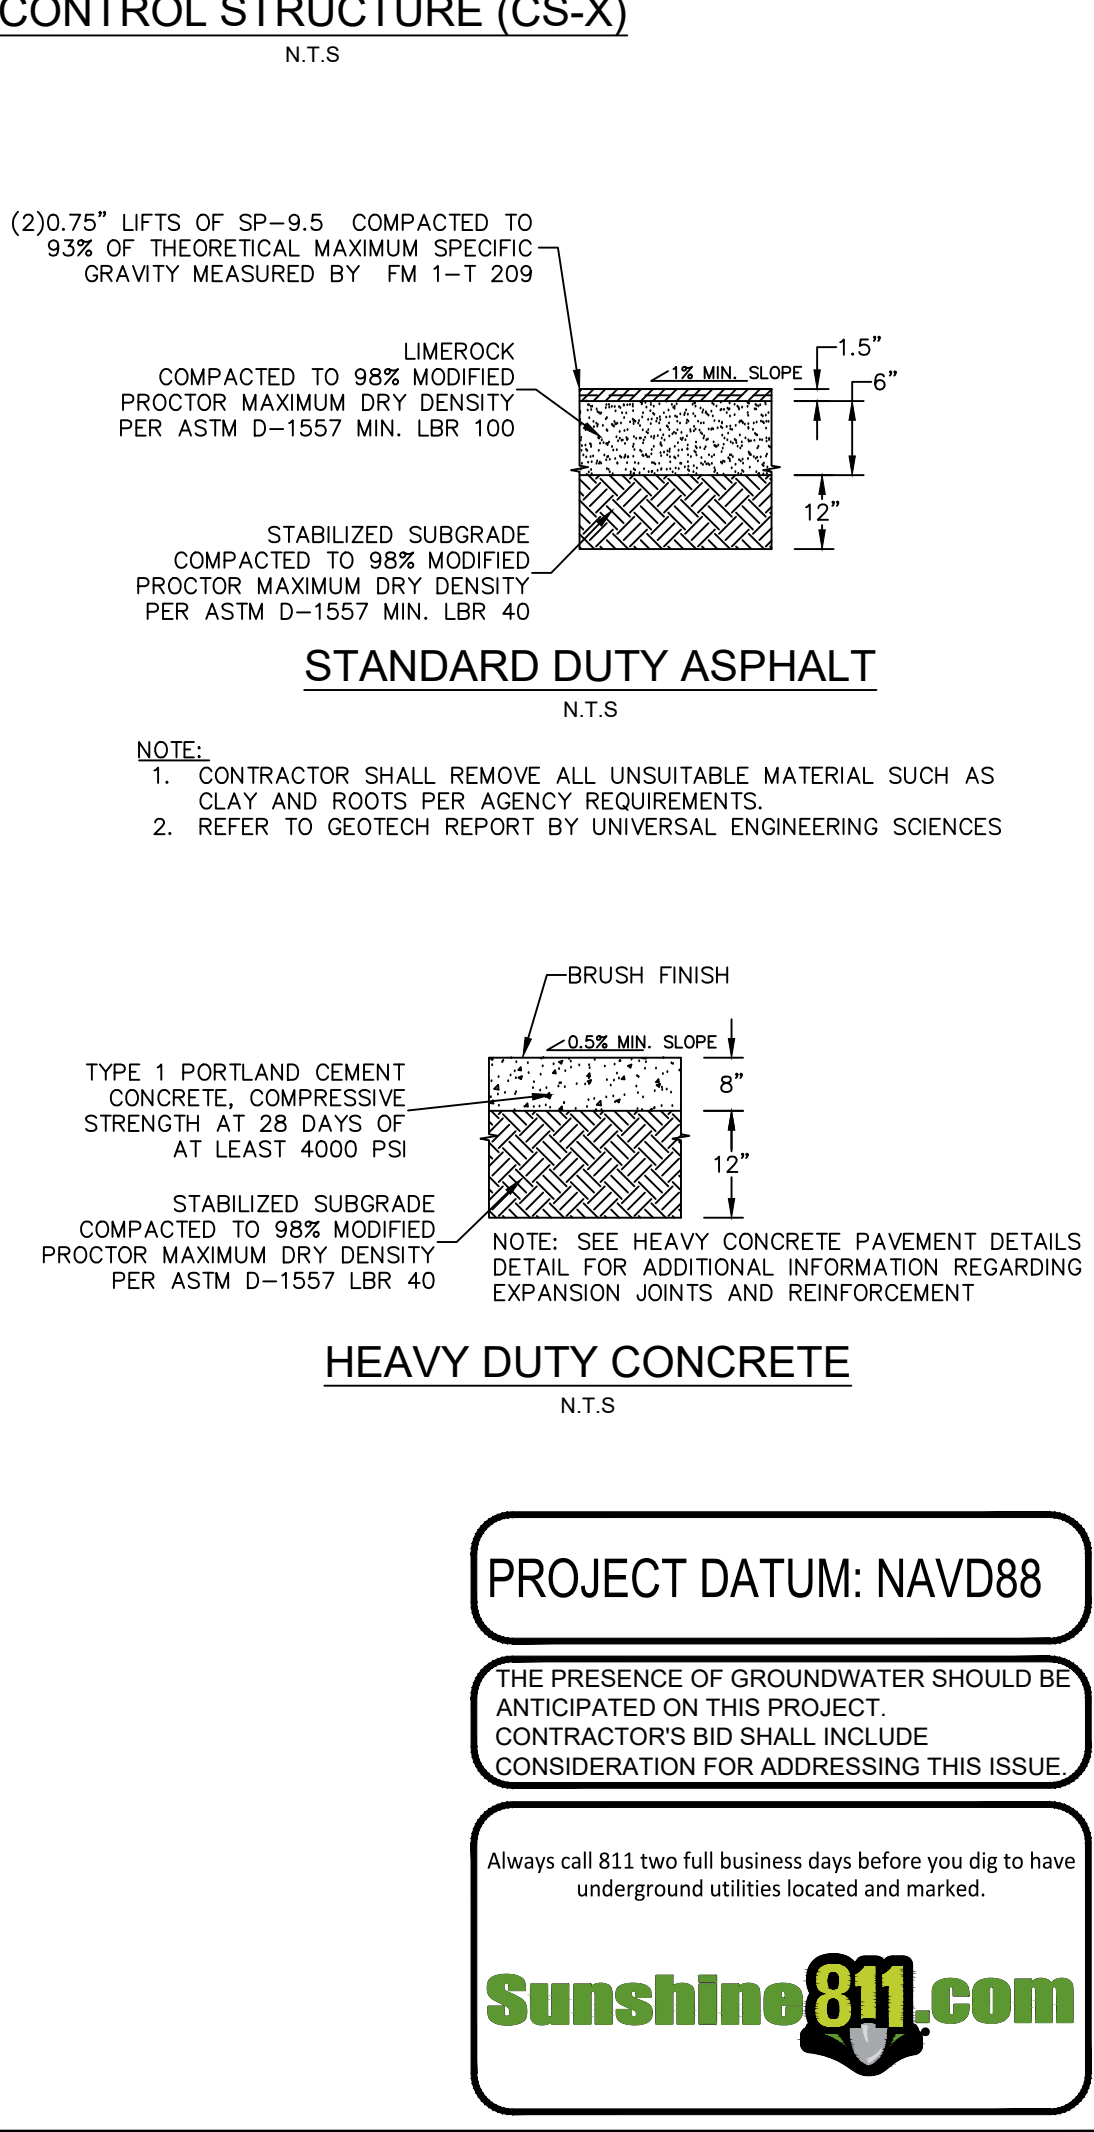 CONTROL STRUCTURE (CS-X)
N.T.S
(2)0.75” LIFTS OF SP-9.5 COMPACTED TO
93% OF THEORETICAL MAXIMUM SPECIFIC
GRAVITY MEASURED BY FM 1-T 209
LIMEROCK
COMPACTED TO 98% MODIFIED
PROCTOR MAXIMUM DRY DENSITY
PER ASTM D-1557 MIN. LBR 100
1% MIN. SLOPE
1.5”
6”
12”
STABILIZED SUBGRADE
COMPACTED TO 98% MODIFIED
PROCTOR MAXIMUM DRY DENSITY
PER ASTM D-1557 MIN. LBR 40
STANDARD DUTY ASPHALT
N.T.S
NOTE:
1. CONTRACTOR SHALL REMOVE ALL UNSUITABLE MATERIAL SUCH AS
CLAY AND ROOTS PER AGENCY REQUIREMENTS.
2. REFER TO GEOTECH REPORT BY UNIVERSAL ENGINEERING SCIENCES
BRUSH FINISH
0.5% MIN. SLOPE
TYPE 1 PORTLAND CEMENT
CONCRETE, COMPRESSIVE
STRENGTH AT 28 DAYS OF
AT LEAST 4000 PSI
8”
12”
STABILIZED SUBGRADE
COMPACTED TO 98% MODIFIED
PROCTOR MAXIMUM DRY DENSITY
PER ASTM D-1557 LBR 40
NOTE: SEE HEAVY CONCRETE PAVEMENT DETAILS
DETAIL FOR ADDITIONAL INFORMATION REGARDING
EXPANSION JOINTS AND REINFORCEMENT
HEAVY DUTY CONCRETE
N.T.S
PROJECT DATUM: NAVD88
THE PRESENCE OF GROUNDWATER SHOULD BE
ANTICIPATED ON THIS PROJECT.
CONTRACTOR'S BID SHALL INCLUDE
CONSIDERATION FOR ADDRESSING THIS ISSUE.
Always call 811 two full business days before you dig to have
underground utilities located and marked.
Sunshine811.com